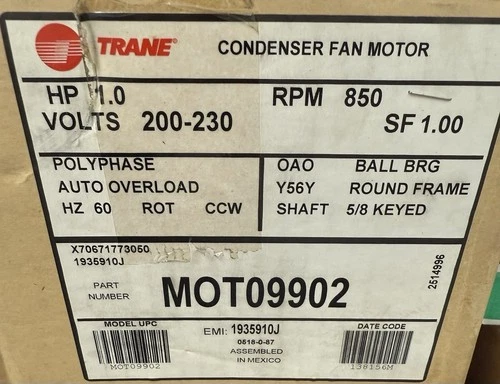 TRANE®
CONDENSER FAN MOTOR
HP 1.0 RPM 850
VOLTS 200-230 SF 1.00
POLYPHASE OAO BALL BRG
AUTO OVERLOAD Y56Y ROUND FRAME
HZ 60 ROT CCW SHAFT 5/8 KEYED
X70671773050
1935910J
2514996
PART
NUMBER
MOT09902
MODEL UPC
MOT09902
EMI: 1935910J
0518-0-87
ASSEMBLED
IN MEXICO
DATE CODE
138156M